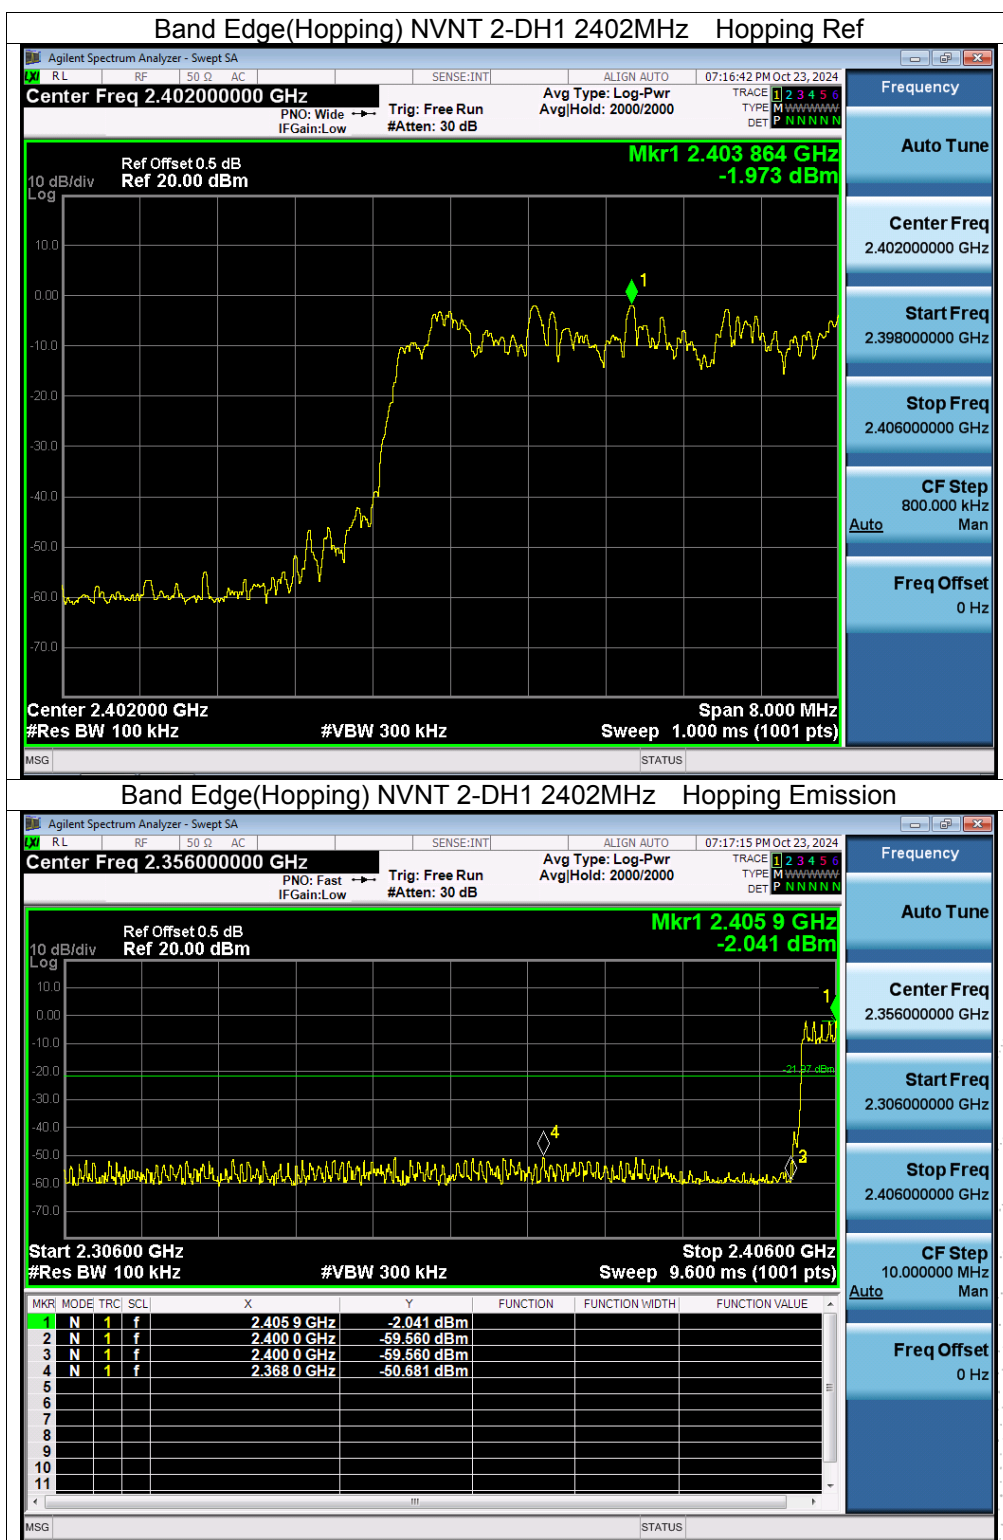 Band Edge(Hopping) NVNT 2-DH1 2402MHz Hopping Ref
Agilent Spectrum Analyzer - Swept SA
LXI RL RF 50 Ω AC SENSE:INT ALIGN AUTO 07:16:42 PM Oct 23, 2024
Center Freq 2.402000000 GHz
PNO: Wide
IFGain:Low
Trig: Free Run
#Atten: 30 dB
Avg Type: Log-Pwr
Avg|Hold: 2000/2000
TRACE 1 2 3 4 5 6
TYPE M WWWWW
DET P N N N N N
Mkr1 2.403 864 GHz
-1.973 dBm
Ref Offset 0.5 dB
10 dB/div Ref 20.00 dBm
Log
10.0
0.00
-10.0
-20.0
-30.0
-40.0
-50.0
-60.0
-70.0
1
Center 2.402000 GHz Span 8.000 MHz
#Res BW 100 kHz #VBW 300 kHz Sweep 1.000 ms (1001 pts)
MSG STATUS
Frequency
Auto Tune
Center Freq
2.402000000 GHz
Start Freq
2.398000000 GHz
Stop Freq
2.406000000 GHz
CF Step
800.000 kHz
Auto Man
Freq Offset
0 Hz
Band Edge(Hopping) NVNT 2-DH1 2402MHz Hopping Emission
Agilent Spectrum Analyzer - Swept SA
LXI RL RF 50 Ω AC SENSE:INT ALIGN AUTO 07:17:15 PM Oct 23, 2024
Center Freq 2.356000000 GHz
PNO: Fast
IFGain:Low
Trig: Free Run
#Atten: 30 dB
Avg Type: Log-Pwr
Avg|Hold: 2000/2000
TRACE 1 2 3 4 5 6
TYPE M WWWWW
DET P N N N N N
Mkr1 2.405 9 GHz
-2.041 dBm
Ref Offset 0.5 dB
10 dB/div Ref 20.00 dBm
Log
10.0
0.00
-10.0
-20.0
-30.0
-40.0
-50.0
-60.0
-70.0
1
-21.97 dBm
4
Start 2.30600 GHz Stop 2.40600 GHz
#Res BW 100 kHz #VBW 300 kHz Sweep 9.600 ms (1001 pts)
MKR MODE TRC SCL X Y FUNCTION FUNCTION WIDTH FUNCTION VALUE
1 N 1 f 2.405 9 GHz -2.041 dBm
2 N 1 f 2.400 0 GHz -59.560 dBm
3 N 1 f 2.400 0 GHz -59.560 dBm
4 N 1 f 2.368 0 GHz -50.681 dBm
5
6
7
8
9
10
11
MSG STATUS
Frequency
Auto Tune
Center Freq
2.356000000 GHz
Start Freq
2.306000000 GHz
Stop Freq
2.406000000 GHz
CF Step
10.000000 MHz
Auto Man
Freq Offset
0 Hz